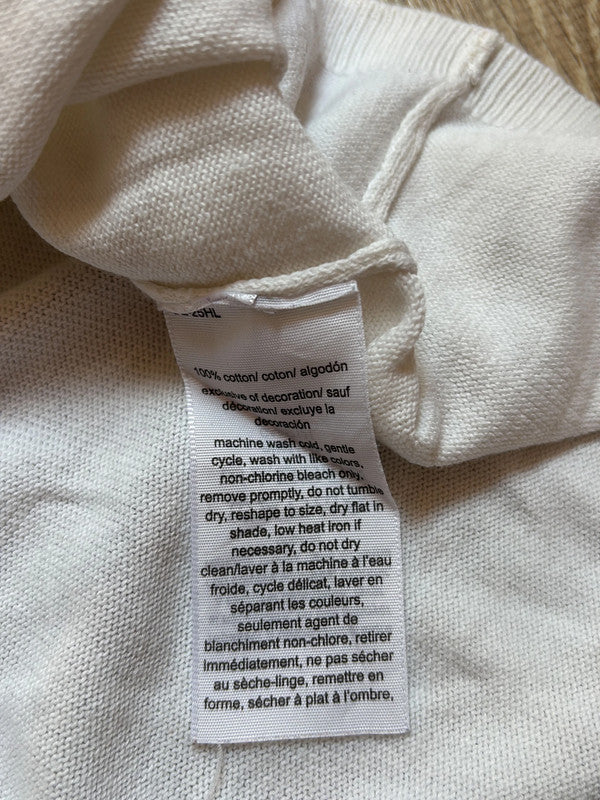 25HL
100% cotton/ coton/ algodón
exclusive of decoration/ sauf
décoration/ excluye la
decoración
machine wash cold, gentle
cycle, wash with like colors,
non-chlorine bleach only,
remove promptly, do not tumble
dry, reshape to size, dry flat in
shade, low heat iron if
necessary, do not dry
clean/laver à la machine à l'eau
froide, cycle délicat, laver en
séparant les couleurs,
seulement agent de
blanchiment non-chlore, retirer
immédiatement, ne pas sécher
au sèche-linge, remettre en
forme, sécher à plat à l'ombre,